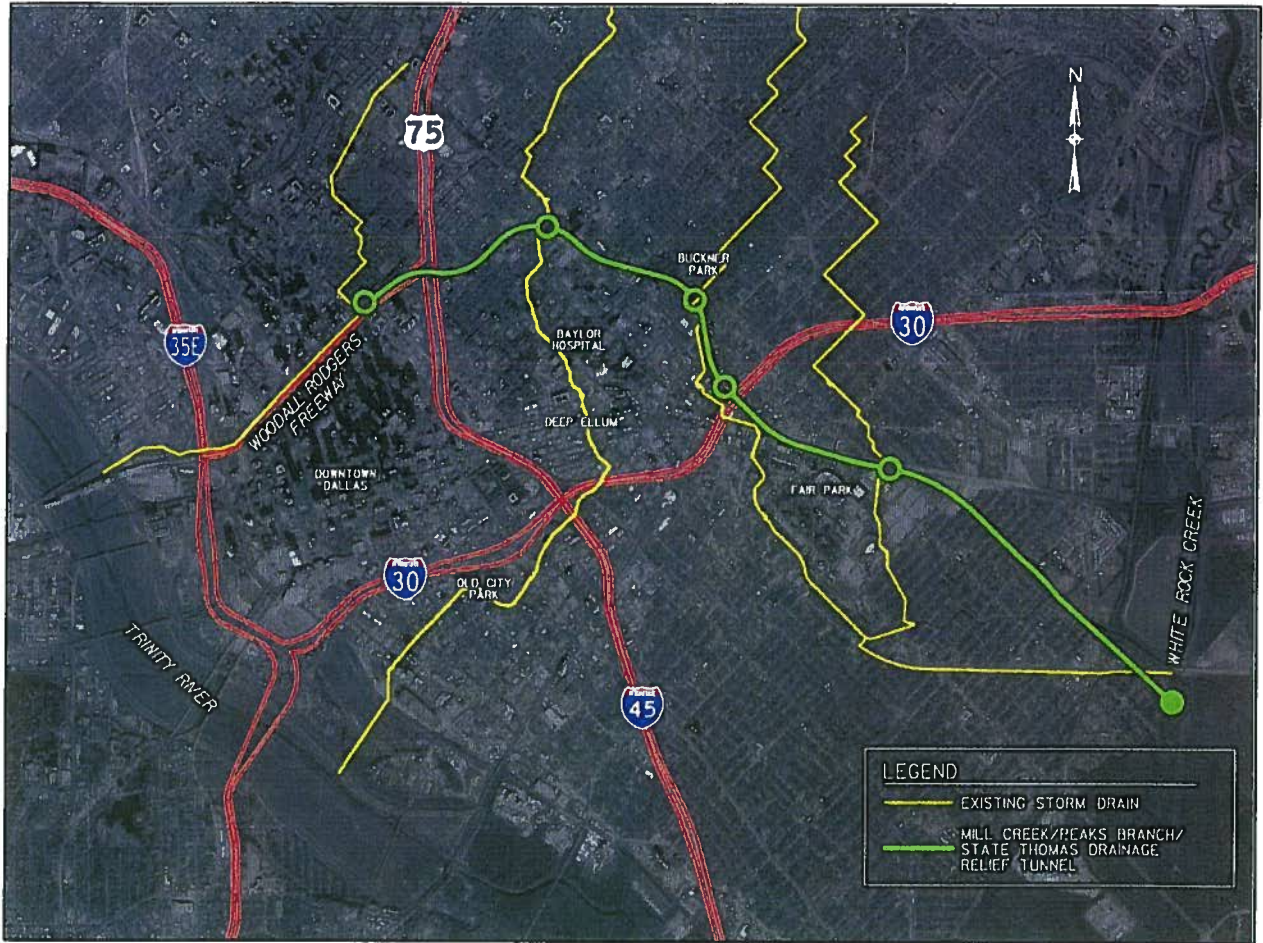 N
75
BUCKNER
PARK
30
35E
BAYLOR
HOSPITAL
WOODALL RODGERS
FREEWAY
DEEP ELLUM
DOWNTOWN
DALLAS
FAIR PARK
WHITE ROCK CREEK
30
OLD CITY
PARK
TRINITY RIVER
45
LEGEND
EXISTING STORM DRAIN
MILL CREEK/PEAKS BRANCH/
STATE THOMAS DRAINAGE
RELIEF TUNNEL